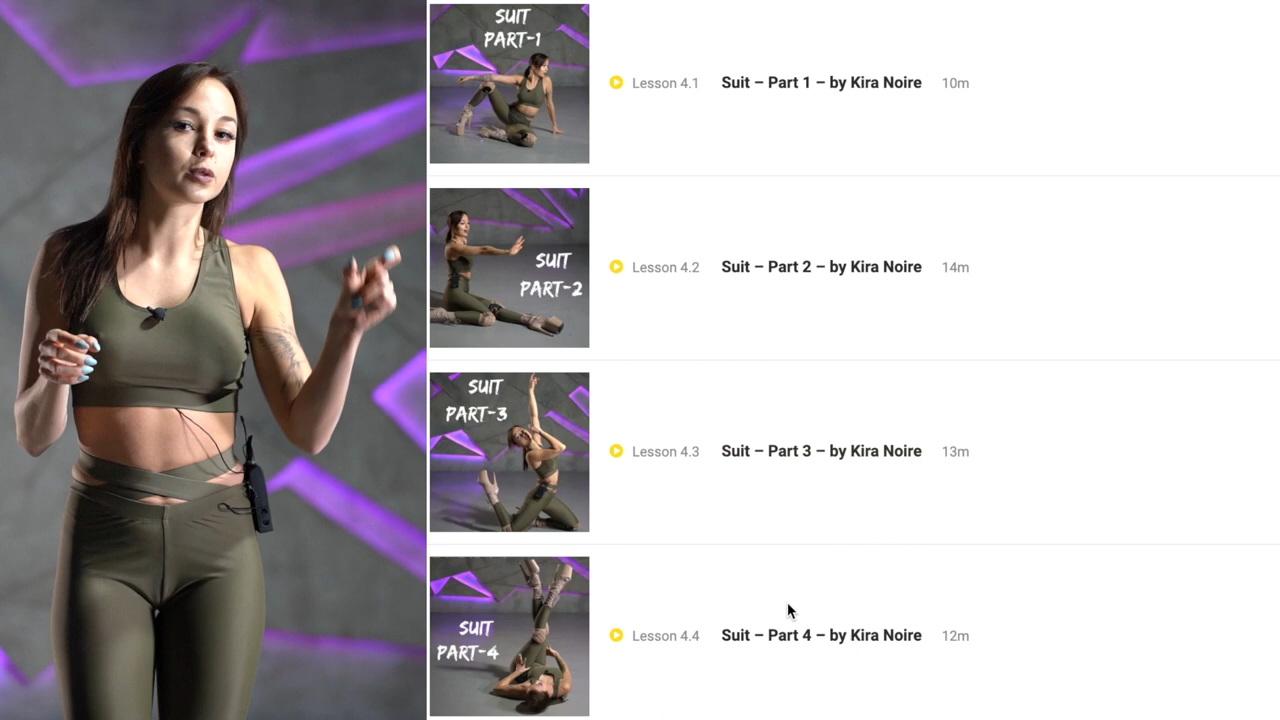 SUIT
PART-1
Lesson 4.1 Suit – Part 1 – by Kira Noire 10m
SUIT
PART-2
Lesson 4.2 Suit – Part 2 – by Kira Noire 14m
SUIT
PART-3
Lesson 4.3 Suit – Part 3 – by Kira Noire 13m
SUIT
PART-4
Lesson 4.4 Suit – Part 4 – by Kira Noire 12m